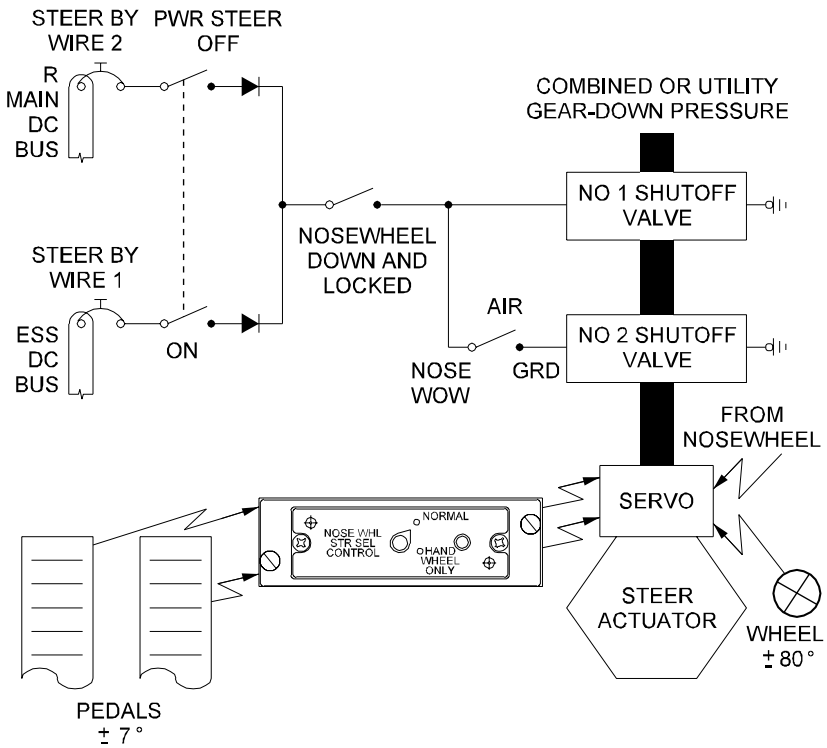 STEER BY
WIRE 2
PWR STEER
OFF
R
MAIN
DC
BUS
COMBINED OR UTILITY
GEAR-DOWN PRESSURE
NO 1 SHUTOFF
VALVE
NOSEWHEEL
DOWN AND
LOCKED
STEER BY
WIRE 1
ESS
DC
BUS
ON
AIR
NOSE
WOW
GRD
NO 2 SHUTOFF
VALVE
FROM
NOSEWHEEL
SERVO
NOSE WHL
STR SEL
CONTROL
NORMAL
HAND
WHEEL
ONLY
STEER
ACTUATOR
WHEEL
± 80°
PEDALS
± 7°